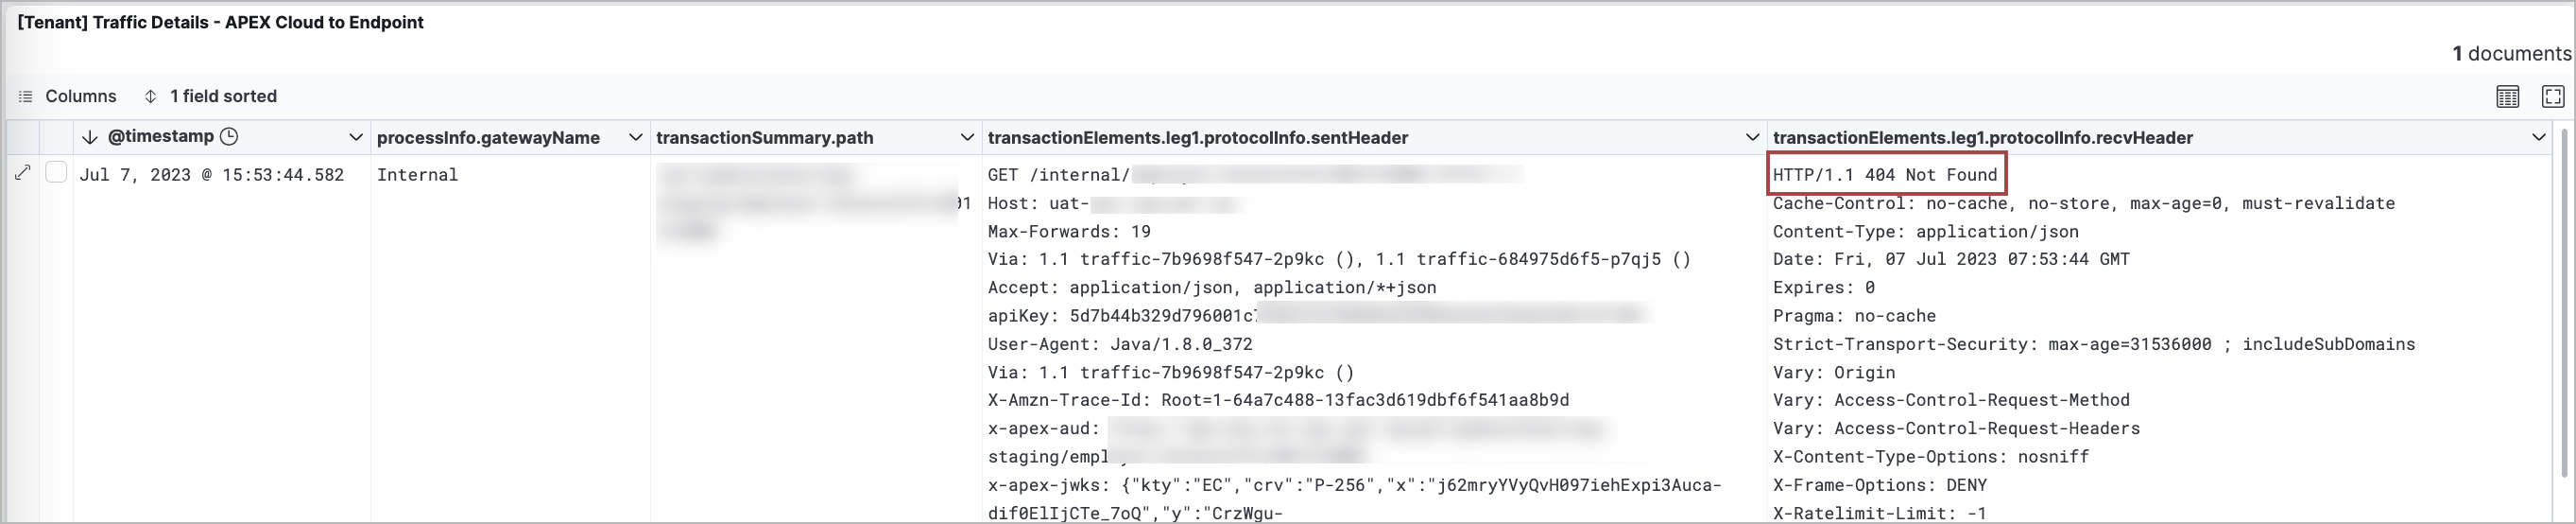 [Tenant] Traffic Details - APEX Cloud to Endpoint
1 documents
Columns 1 field sorted
@timestamp processInfo.gatewayName transactionSummary.path transactionElements.leg1.protocolInfo.sentHeader transactionElements.leg1.protocolInfo.recvHeader
Jul 7, 2023 @ 15:53:44.582 Internal
GET /internal/
Host: uat-
Max-Forwards: 19
Via: 1.1 traffic-7b9698f547-2p9kc (), 1.1 traffic-684975d6f5-p7qj5 ()
Accept: application/json, application/*+json
apiKey: 5d7b44b329d796001c
User-Agent: Java/1.8.0_372
Via: 1.1 traffic-7b9698f547-2p9kc ()
X-Amzn-Trace-Id: Root=1-64a7c488-13fac3d619dbf6f541aa8b9d
x-apex-aud:
staging/empl
x-apex-jwks: {"kty":"EC","crv":"P-256","x":"j62mryYVyQvH097iehExpi3Auca-
dif0ElIjCTe_7oQ","y":"CrzWgu-
HTTP/1.1 404 Not Found
Cache-Control: no-cache, no-store, max-age=0, must-revalidate
Content-Type: application/json
Date: Fri, 07 Jul 2023 07:53:44 GMT
Expires: 0
Pragma: no-cache
Strict-Transport-Security: max-age=31536000 ; includeSubDomains
Vary: Origin
Vary: Access-Control-Request-Method
Vary: Access-Control-Request-Headers
X-Content-Type-Options: nosniff
X-Frame-Options: DENY
X-Ratelimit-Limit: -1